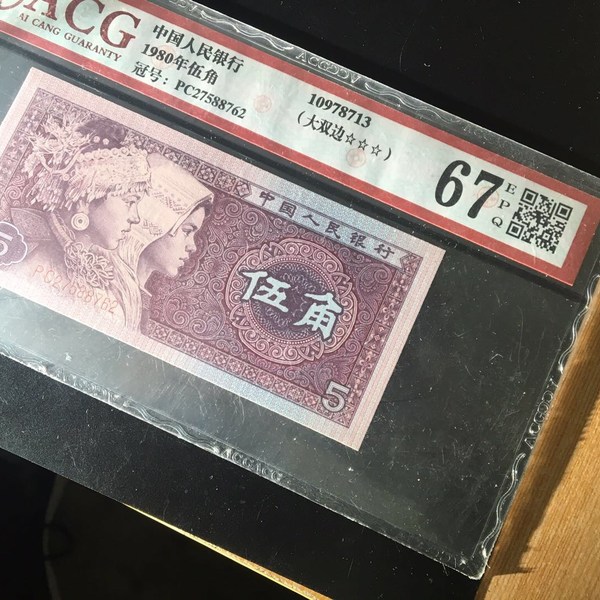 ACG
AI CANG GUARANTY
中国人民银行
1980年伍角
冠号：PC27588762
10978713
（大双边☆☆☆）
67
E
P
Q
中国人民银行
伍角
5
PC27588762
5